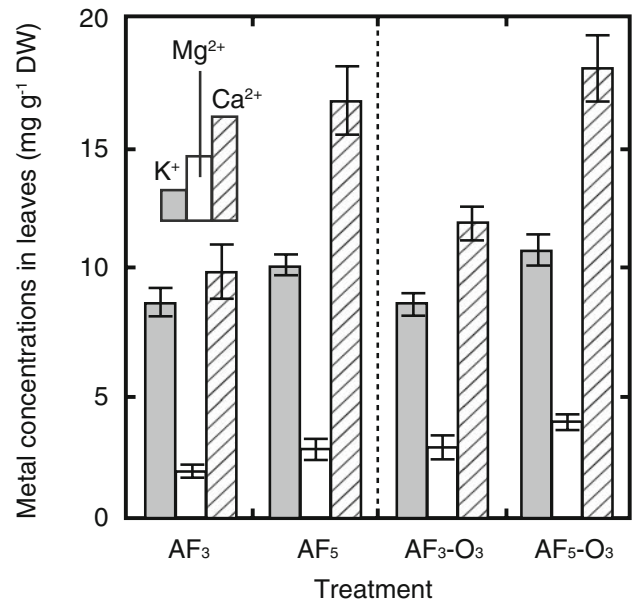 Metal concentrations in leaves (mg g⁻¹ DW)
20
15
10
5
0
Mg²⁺
Ca²⁺
K⁺
AF₃ AF₅ AF₃-O₃ AF₅-O₃
Treatment